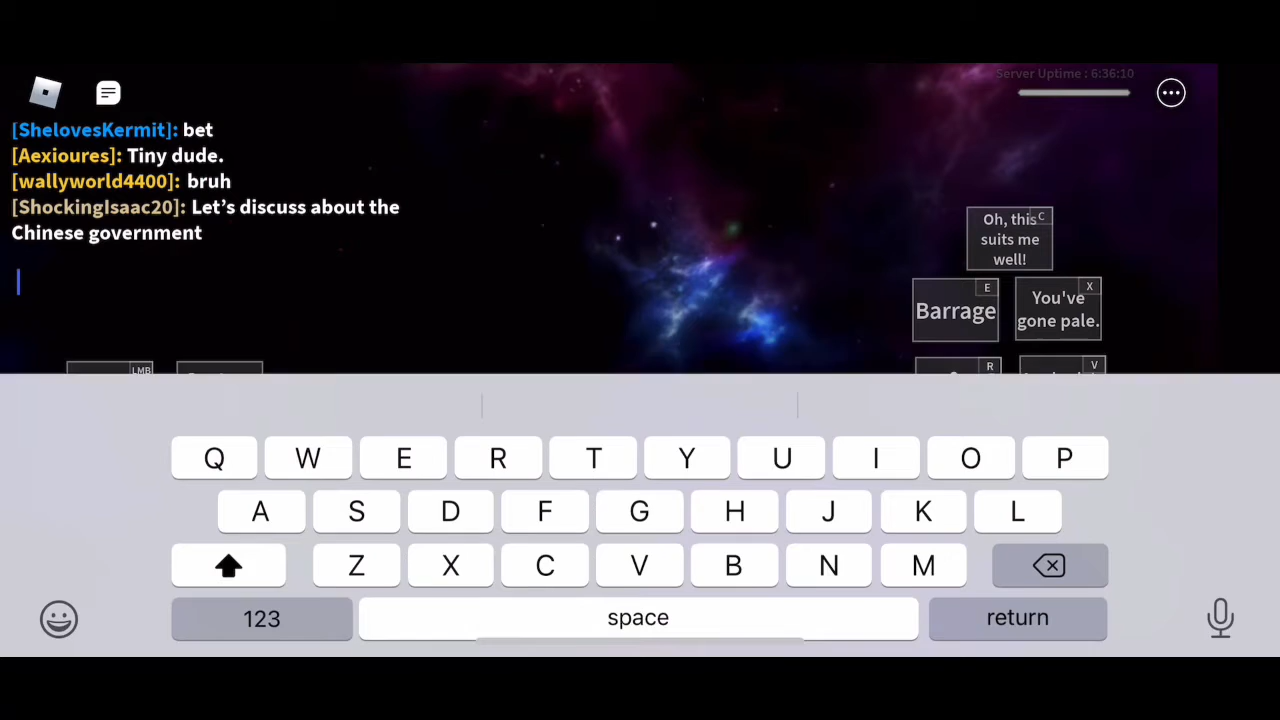 Server Uptime : 6:36:10
[ShelovesKermit]: bet
[Aexioures]: Tiny dude.
[wallyworld4400]: bruh
[ShockingIsaac20]: Let’s discuss about the
Chinese government
Oh, this C
suits me
well!
E
Barrage
X
You've
gone pale.
LMB
R
V
Q W E R T Y U I O P
A S D F G H J K L
Z X C V B N M
123 space return